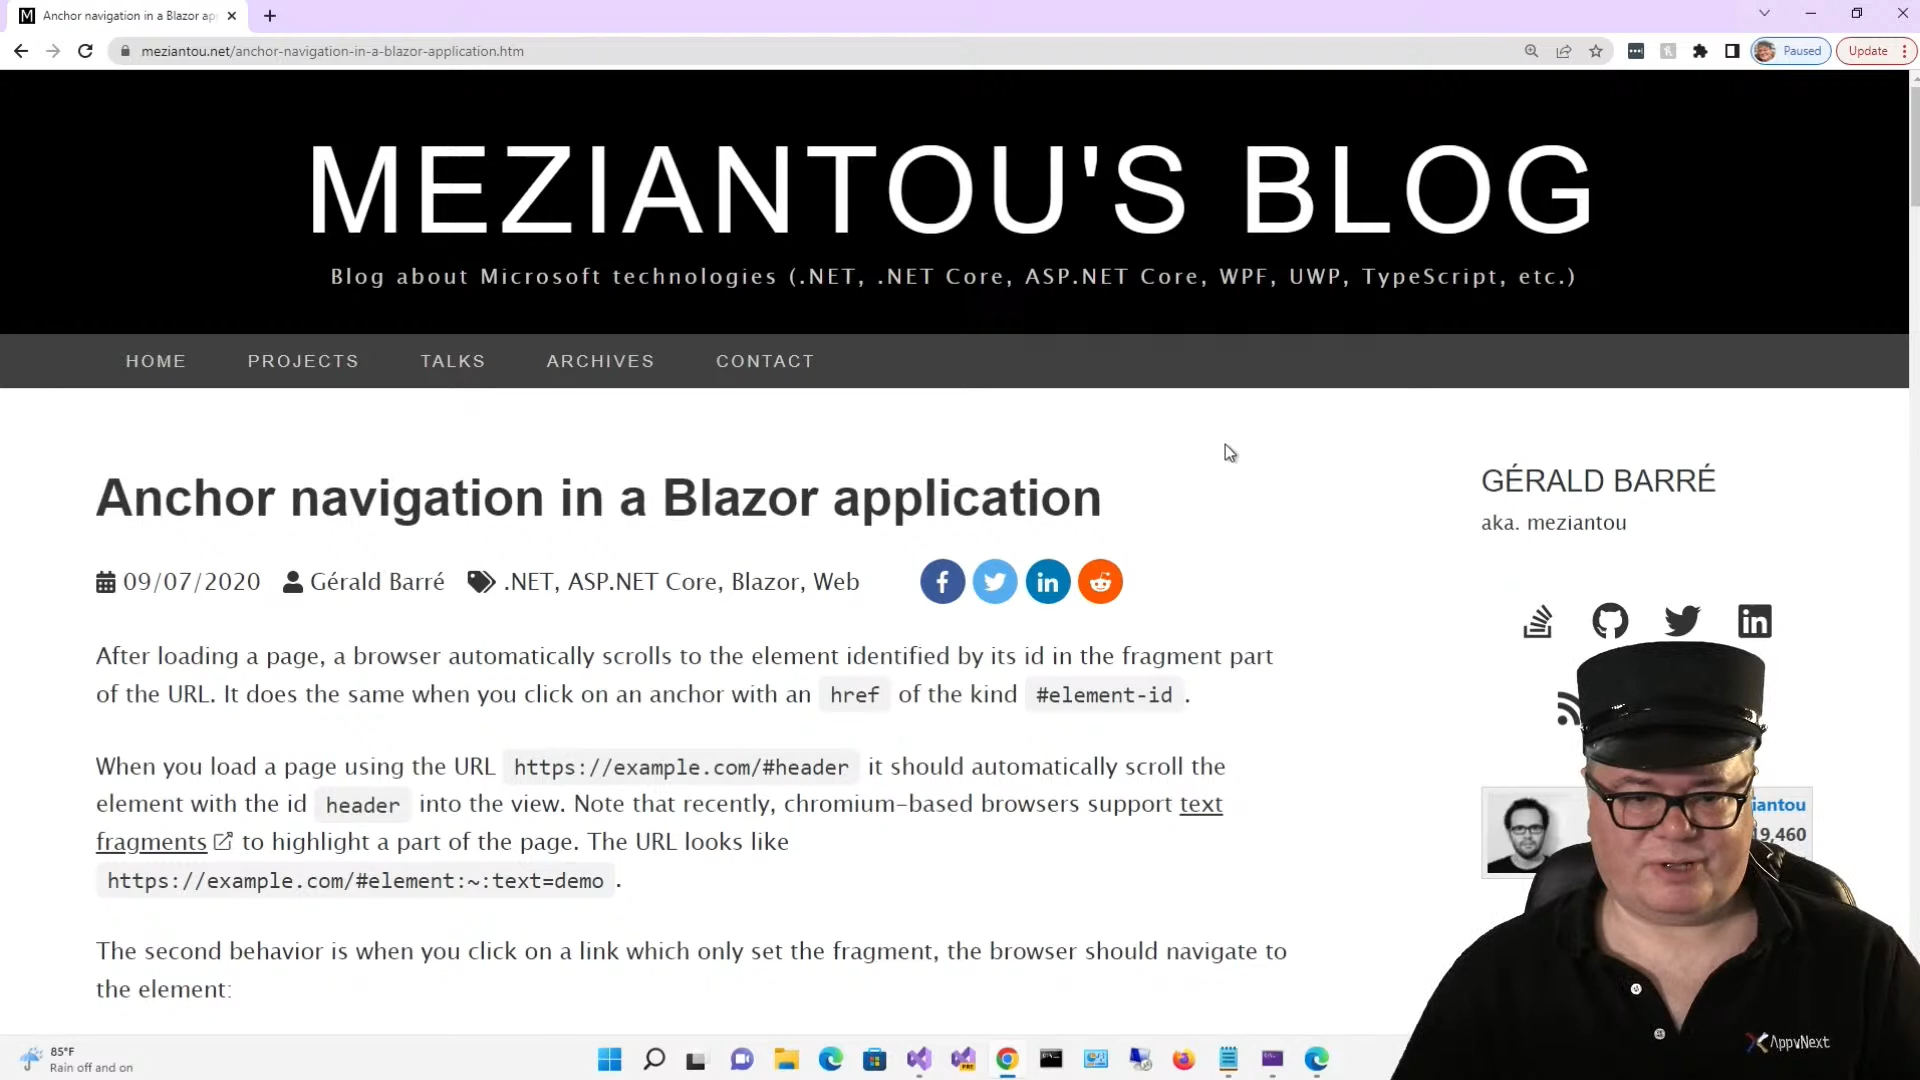 Anchor navigation in a Blazor ap
meziantou.net/anchor-navigation-in-a-blazor-application.htm
Paused
Update
MEZIANTOU'S BLOG
Blog about Microsoft technologies (.NET, .NET Core, ASP.NET Core, WPF, UWP, TypeScript, etc.)
HOME PROJECTS TALKS ARCHIVES CONTACT
Anchor navigation in a Blazor application
09/07/2020 Gérald Barré .NET, ASP.NET Core, Blazor, Web
After loading a page, a browser automatically scrolls to the element identified by its id in the fragment part
of the URL. It does the same when you click on an anchor with an href of the kind #element-id .
When you load a page using the URL https://example.com/#header it should automatically scroll the
element with the id header into the view. Note that recently, chromium-based browsers support text
fragments to highlight a part of the page. The URL looks like
https://example.com/#element:~:text=demo .
The second behavior is when you click on a link which only set the fragment, the browser should navigate to
the element:
GÉRALD BARRÉ
aka. meziantou
iantou
19,460
AppvNext
85°F
Rain off and on